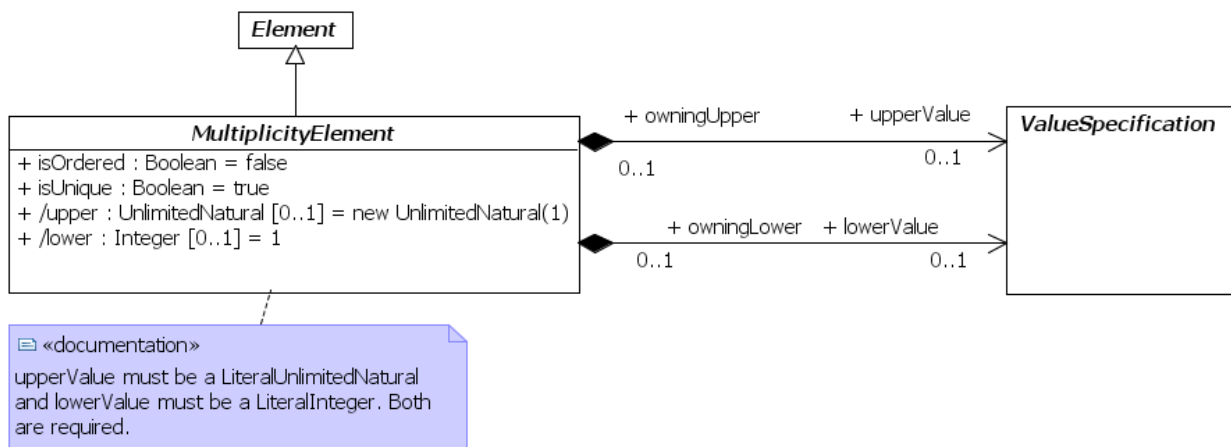 Element
MultiplicityElement
+ isOrdered : Boolean = false
+ isUnique : Boolean = true
+ /upper : UnlimitedNatural [0..1] = new UnlimitedNatural(1)
+ /lower : Integer [0..1] = 1
+ owningUpper
+ upperValue
0..1
0..1
+ owningLower
+ lowerValue
0..1
0..1
ValueSpecification
«documentation»
upperValue must be a LiteralUnlimitedNatural
and lowerValue must be a LiteralInteger. Both
are required.